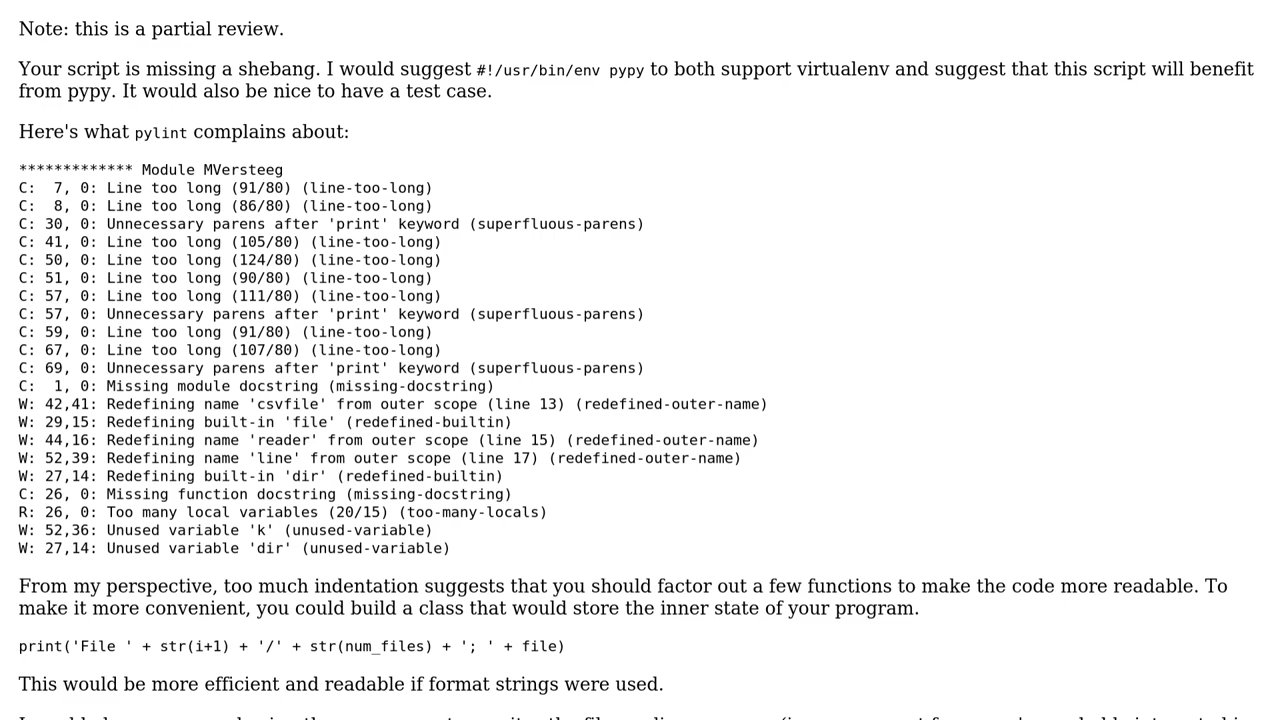 Note: this is a partial review.
Your script is missing a shebang. I would suggest #!/usr/bin/env pypy to both support virtualenv and suggest that this script will benefit
from pypy. It would also be nice to have a test case.
Here's what pylint complains about:
************* Module MVersteeg
C:  7, 0: Line too long (91/80) (line-too-long)
C:  8, 0: Line too long (86/80) (line-too-long)
C: 30, 0: Unnecessary parens after 'print' keyword (superfluous-parens)
C: 41, 0: Line too long (105/80) (line-too-long)
C: 50, 0: Line too long (124/80) (line-too-long)
C: 51, 0: Line too long (90/80) (line-too-long)
C: 57, 0: Line too long (111/80) (line-too-long)
C: 57, 0: Unnecessary parens after 'print' keyword (superfluous-parens)
C: 59, 0: Line too long (91/80) (line-too-long)
C: 67, 0: Line too long (107/80) (line-too-long)
C: 69, 0: Unnecessary parens after 'print' keyword (superfluous-parens)
C:  1, 0: Missing module docstring (missing-docstring)
W: 42,41: Redefining name 'csvfile' from outer scope (line 13) (redefined-outer-name)
W: 29,15: Redefining built-in 'file' (redefined-builtin)
W: 44,16: Redefining name 'reader' from outer scope (line 15) (redefined-outer-name)
W: 52,39: Redefining name 'line' from outer scope (line 17) (redefined-outer-name)
W: 27,14: Redefining built-in 'dir' (redefined-builtin)
C: 26, 0: Missing function docstring (missing-docstring)
R: 26, 0: Too many local variables (20/15) (too-many-locals)
W: 52,36: Unused variable 'k' (unused-variable)
W: 27,14: Unused variable 'dir' (unused-variable)
From my perspective, too much indentation suggests that you should factor out a few functions to make the code more readable. To
make it more convenient, you could build a class that would store the inner state of your program.
print('File ' + str(i+1) + '/' + str(num_files) + '; ' + file)
This would be more efficient and readable if format strings were used.